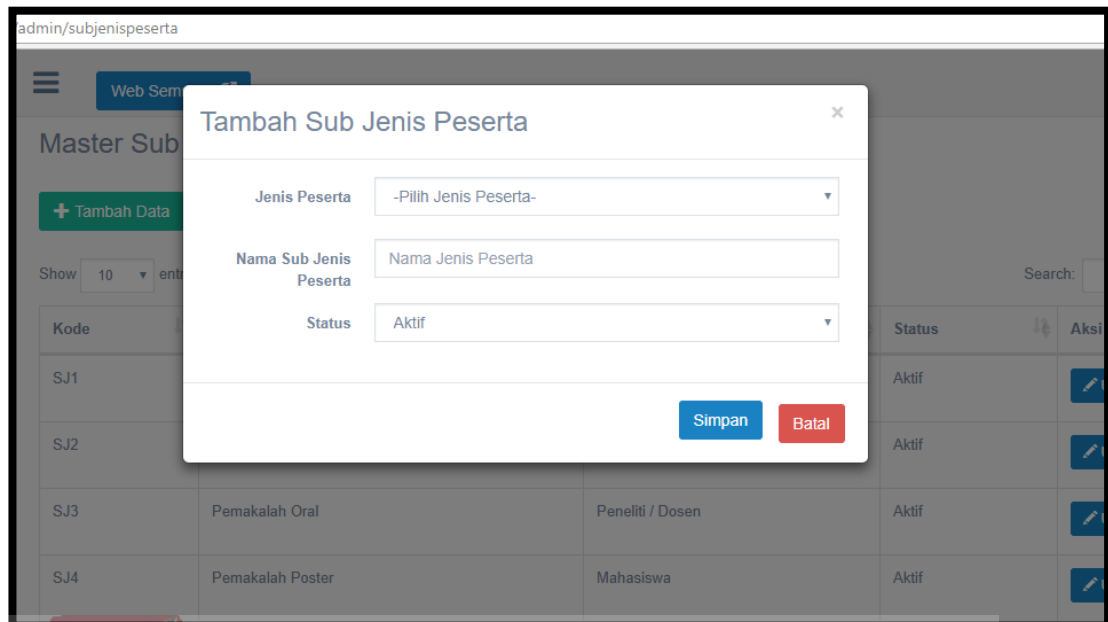 /admin/subjenispeserta
Web Sem
Tambah Sub Jenis Peserta ×
Master Sub
Jenis Peserta -Pilih Jenis Peserta-
+ Tambah Data
Nama Sub Jenis Peserta Nama Jenis Peserta
Show 10 entr Search:
Status Aktif
Kode Status Aksi
SJ1 Aktif
Simpan Batal
SJ2 Aktif
SJ3 Pemakalah Oral Peneliti / Dosen Aktif
SJ4 Pemakalah Poster Mahasiswa Aktif